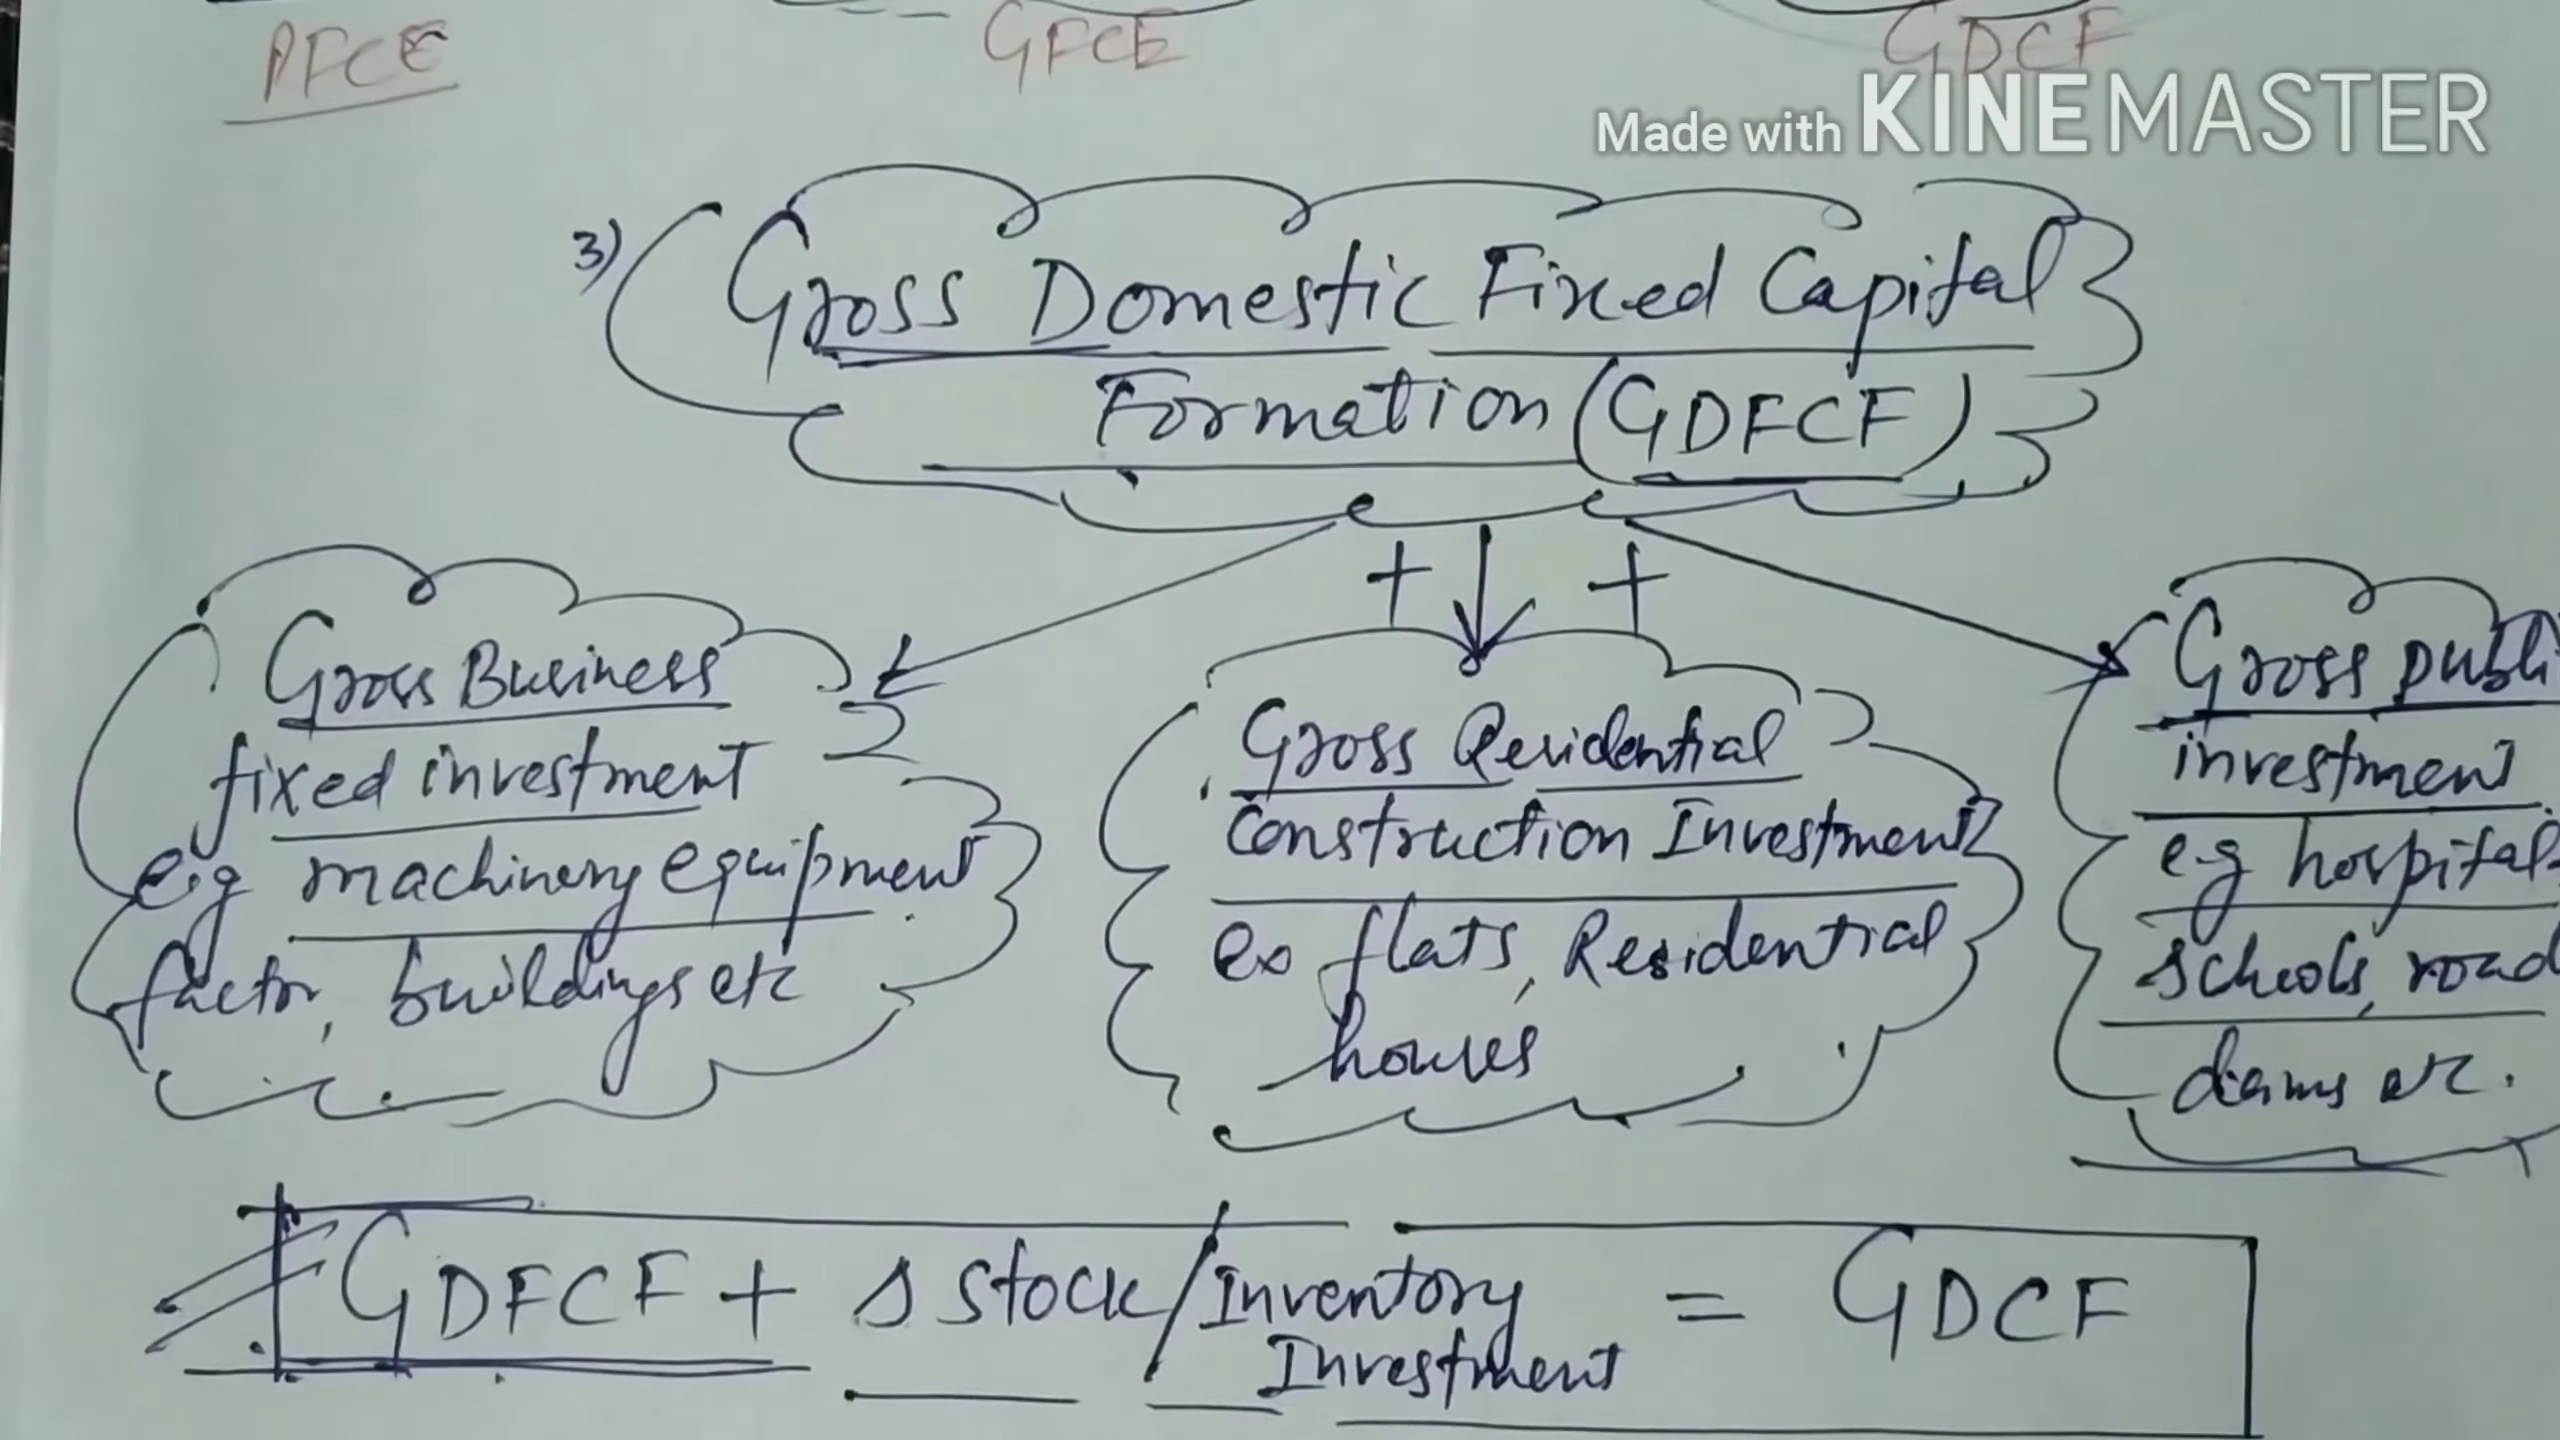 PFCE GFCE GDCF
Made with KINEMASTER
3) Gross Domestic Fixed Capital
Formation (GDFCF)
+ +
Gross Business
fixed investment
e.g machinery equipment
factor, buildings etc
Gross Residential
Construction Investment
ex flats, Residential
houses
Gross publi
investment
e.g hospital
schools, road
dams etc.
GDFCF + Δ Stock/Inventory
Investment
= GDCF